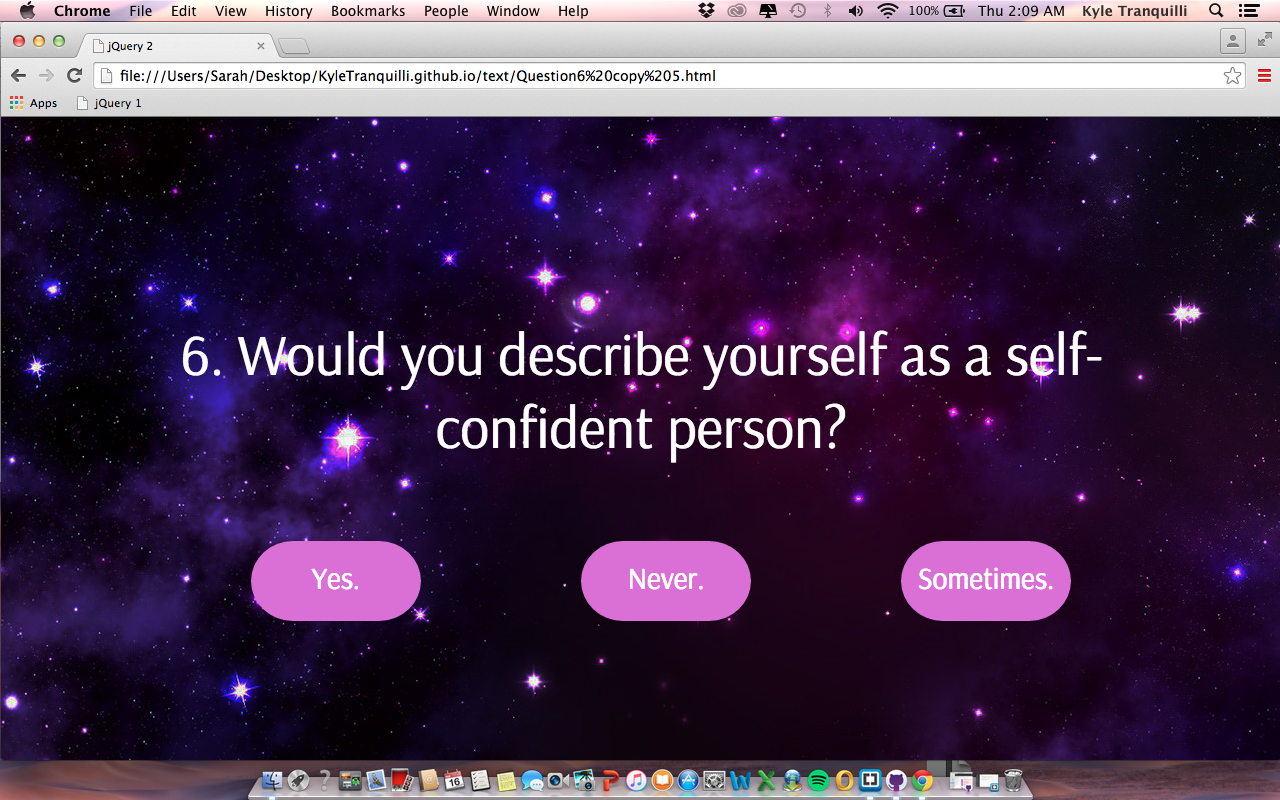 Chrome File Edit View History Bookmarks People Window Help 100% Thu 2:09 AM Kyle Tranquilli
jQuery 2
file:///Users/Sarah/Desktop/KyleTranquilli.github.io/text/Question6%20copy%205.html
Apps jQuery 1
6. Would you describe yourself as a self-
confident person?
Yes. Never. Sometimes.
16